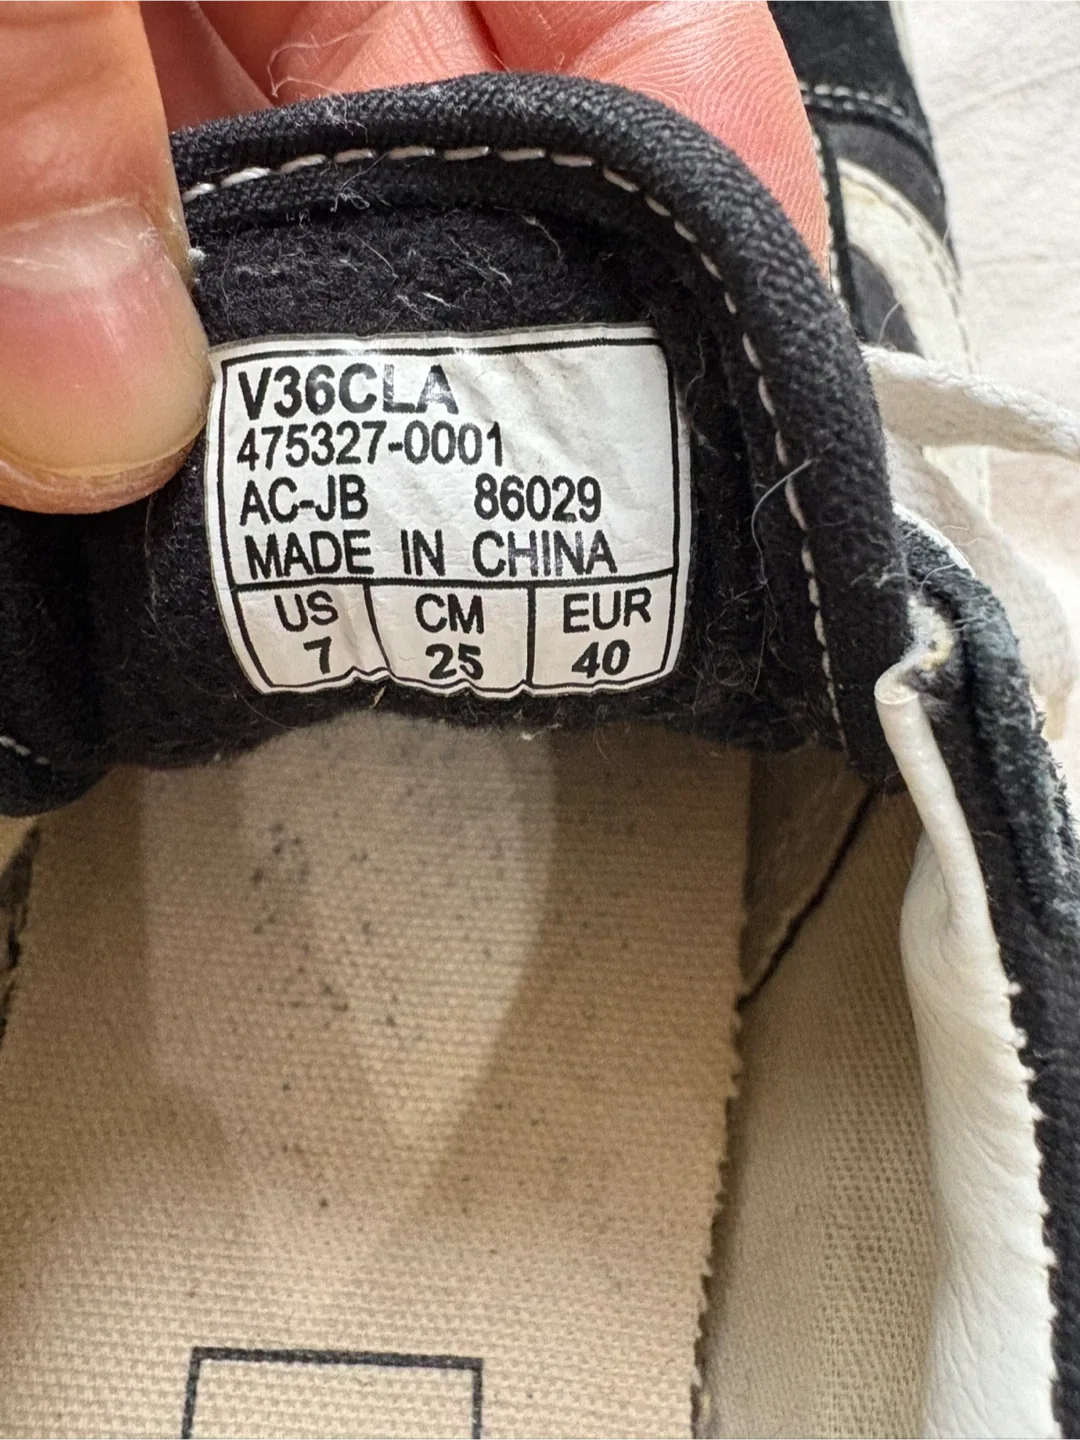 V36CLA
475327-0001
AC-JB 86029
MADE IN CHINA
US CM EUR
7 25 40